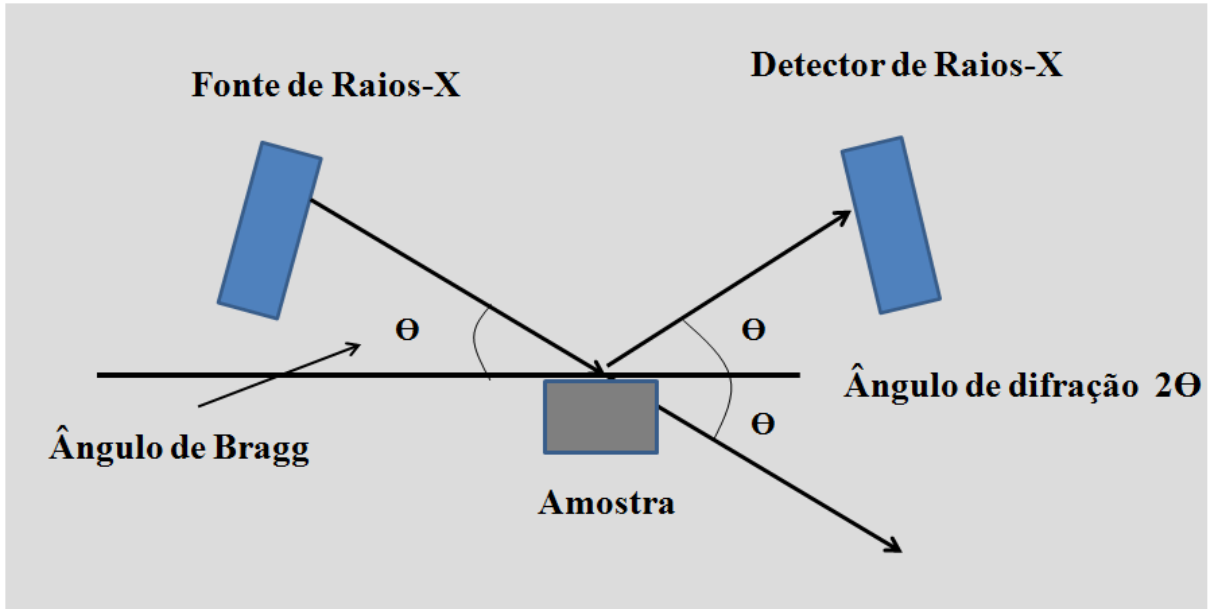 Fonte de Raios-X
Detector de Raios-X
ϴ
ϴ
Ângulo de difração 2ϴ
Ângulo de Bragg
ϴ
Amostra